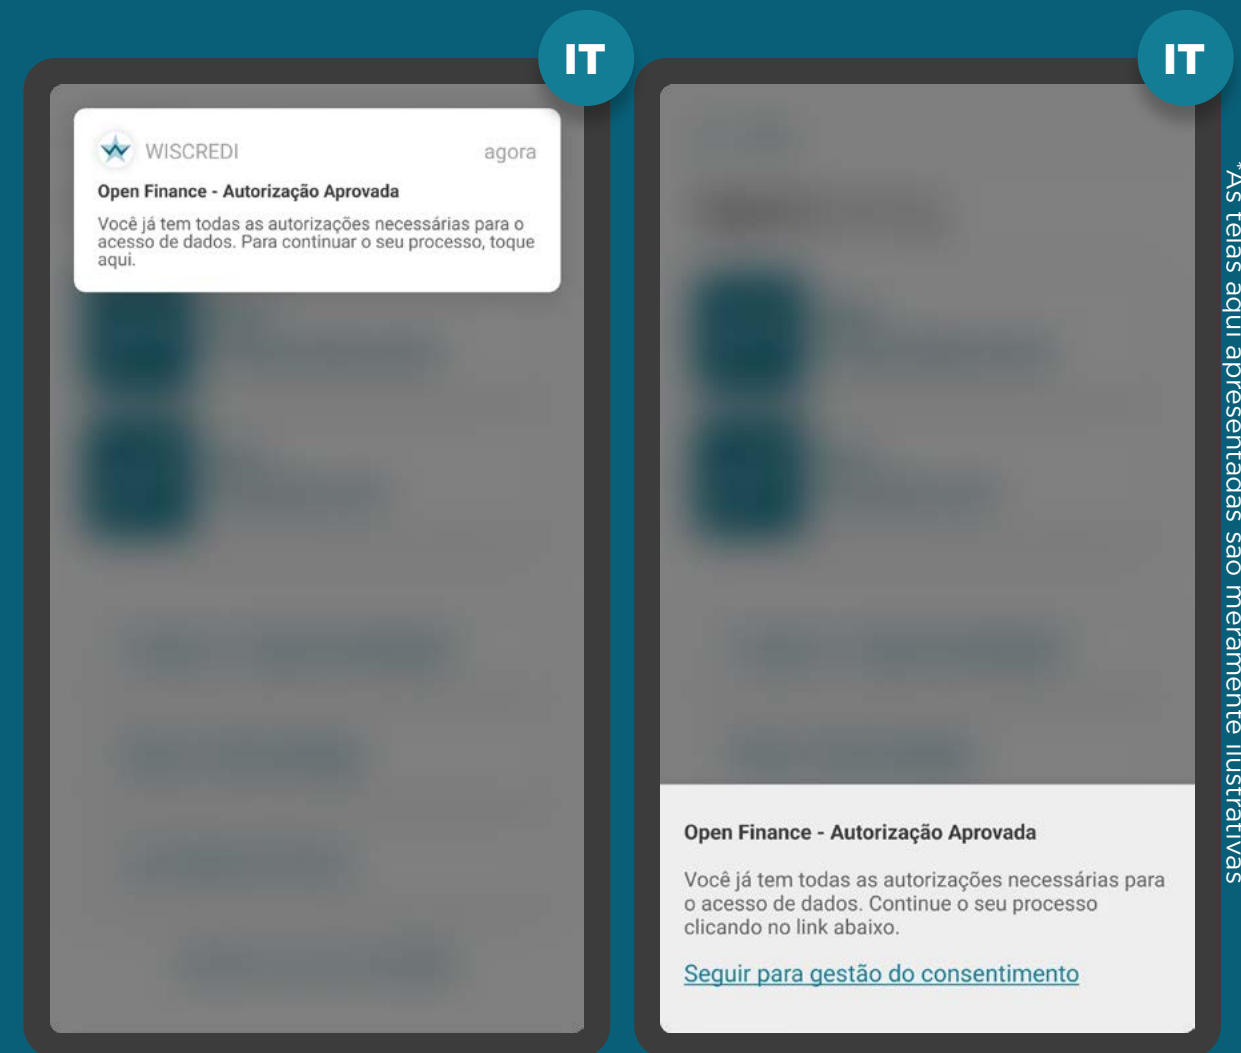 IT
WISCREDI
agora
Open Finance - Autorização Aprovada
Você já tem todas as autorizações necessárias para o
acesso de dados. Para continuar o seu processo, toque
aqui.
IT
Open Finance - Autorização Aprovada
Você já tem todas as autorizações necessárias para
o acesso de dados. Continue o seu processo
clicando no link abaixo.
Seguir para gestão do consentimento
*As telas aqui apresentadas são meramente ilustrativas